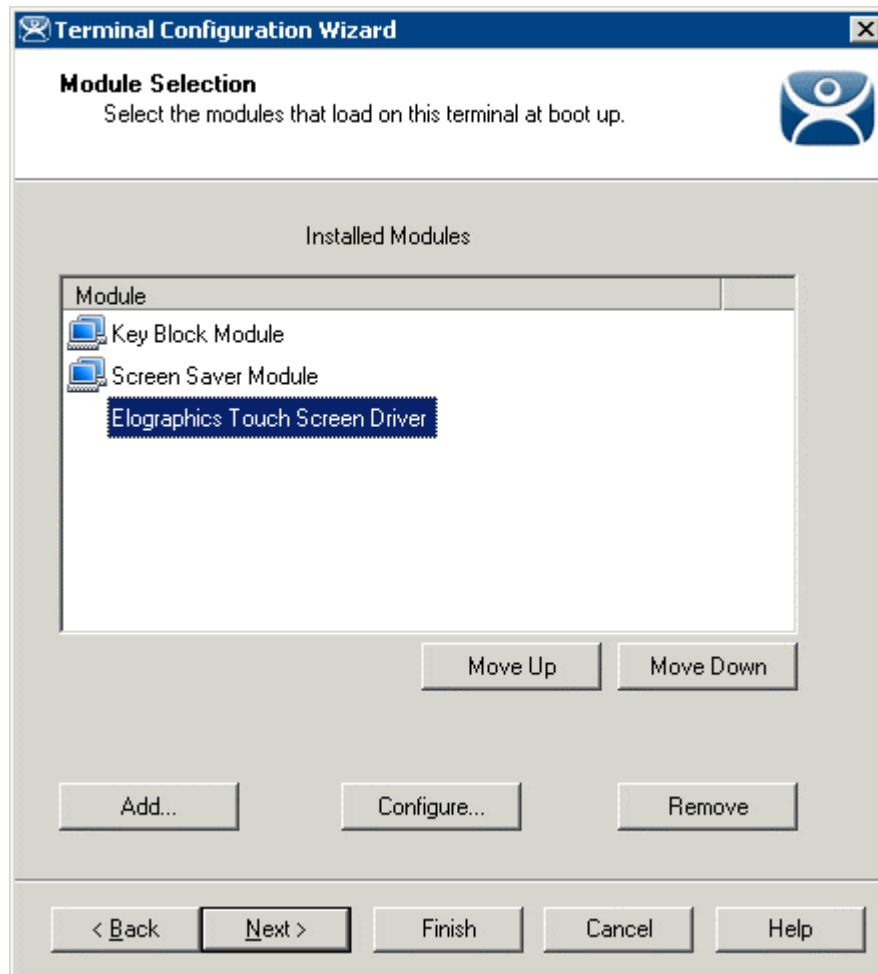 Terminal Configuration Wizard
Module Selection
Select the modules that load on this terminal at boot up.
Installed Modules
Module
Key Block Module
Screen Saver Module
Elographics Touch Screen Driver
Move Up Move Down
Add... Configure... Remove
< Back Next > Finish Cancel Help